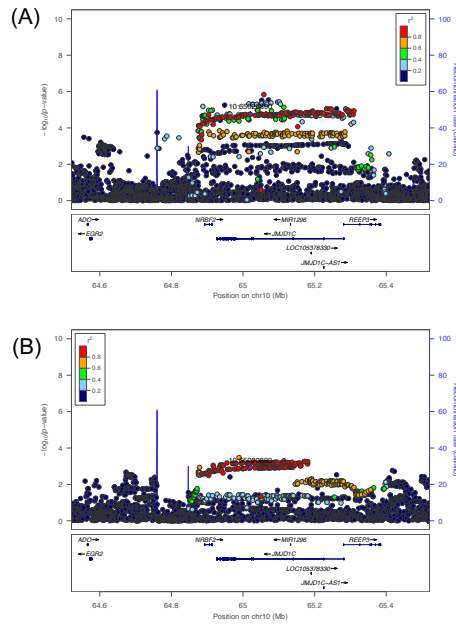 (A)
10
8
6
4
2
0
−log10(p−value)
100
80
60
40
20
0
r2
0.8
0.6
0.4
0.2
ADO
EGR2
NRBF2
MIR1296
REEP3
JMJD1C
LOC105378330
JMJD1C−AS1
64.6
64.8
65
65.2
65.4
Position on chr10 (Mb)
(B)
10
8
6
4
2
0
−log10(p−value)
100
80
60
40
20
0
r2
0.8
0.6
0.4
0.2
ADO
EGR2
NRBF2
MIR1296
REEP3
JMJD1C
LOC105378330
JMJD1C−AS1
64.6
64.8
65
65.2
65.4
Position on chr10 (Mb)